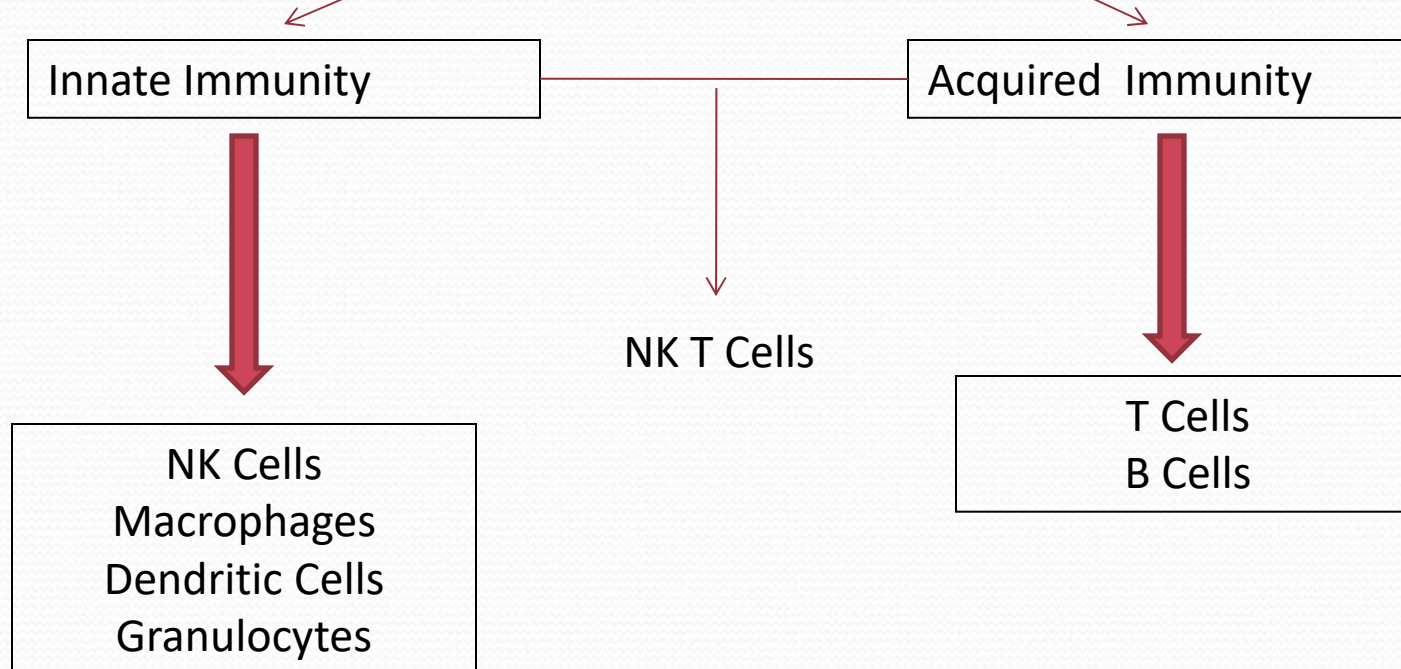 Innate Immunity
Acquired Immunity
NK T Cells
NK Cells
Macrophages
Dendritic Cells
Granulocytes
T Cells
B Cells